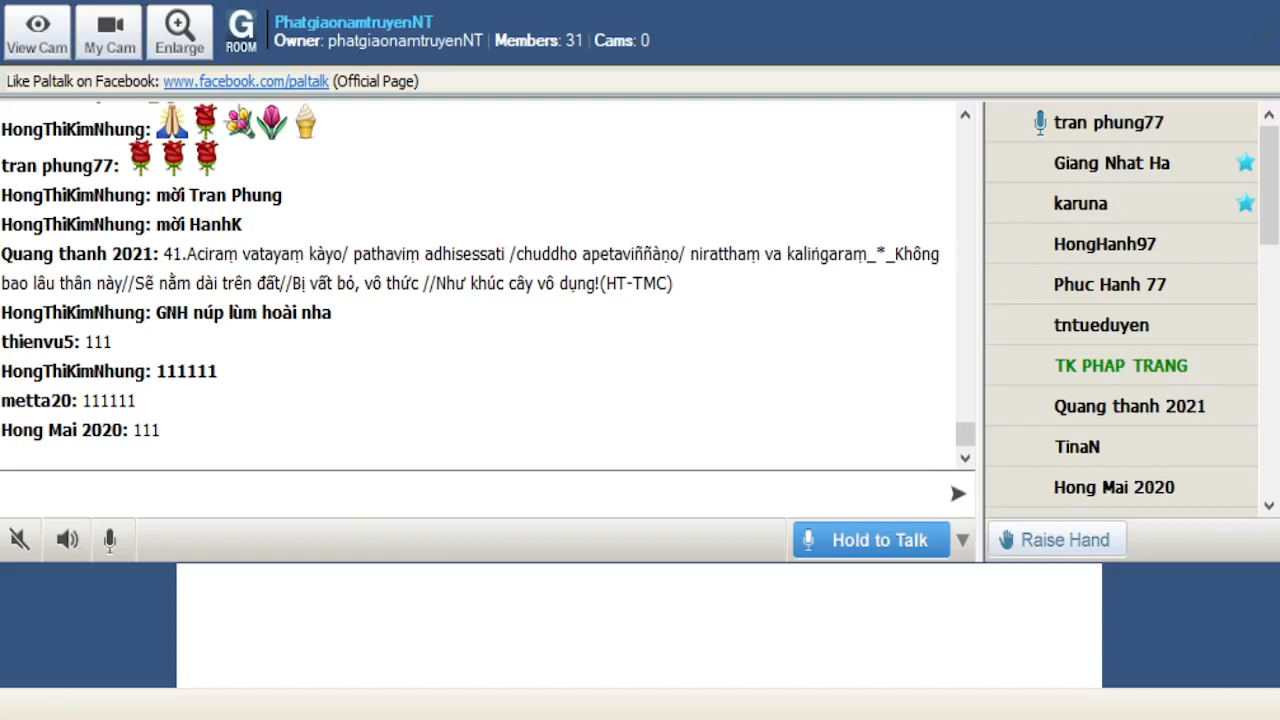 View Cam
My Cam
Enlarge
G
ROOM
PhatgiaonamtruyenNT
Owner: phatgiaonamtruyenNT | Members: 31 | Cams: 0
Like Paltalk on Facebook: www.facebook.com/paltalk (Official Page)
HongThiKimNhung:
tran phung77:
HongThiKimNhung: mời Tran Phung
HongThiKimNhung: mời HanhK
Quang thanh 2021: 41.Aciraṃ vatayaṃ kàyo/ pathaviṃ adhisessati /chuddho apetaviññàṇo/ niratthaṃ va kaliṅgaraṃ_*_Không
bao lâu thân này//Sẽ nằm dài trên đất//Bị vất bỏ, vô thức //Như khúc cây vô dụng!(HT-TMC)
HongThiKimNhung: GNH núp lùm hoài nha
thienvu5: 111
HongThiKimNhung: 111111
metta20: 111111
Hong Mai 2020: 111
Hold to Talk
tran phung77
Giang Nhat Ha
karuna
HongHanh97
Phuc Hanh 77
tntueduyen
TK PHAP TRANG
Quang thanh 2021
TinaN
Hong Mai 2020
Raise Hand